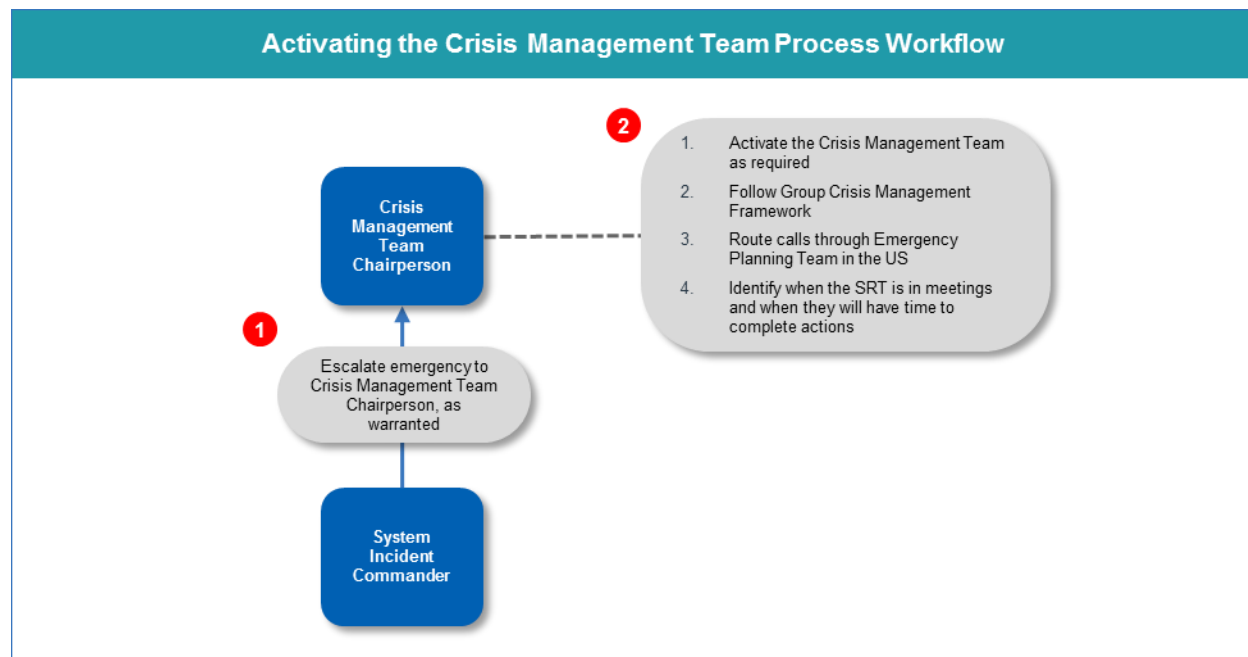 Activating the Crisis Management Team Process Workflow
2
1. Activate the Crisis Management Team
as required
2. Follow Group Crisis Management
Framework
3. Route calls through Emergency
Planning Team in the US
4. Identify when the SRT is in meetings
and when they will have time to
complete actions
Crisis
Management
Team
Chairperson
1
Escalate emergency to
Crisis Management Team
Chairperson, as
warranted
System
Incident
Commander